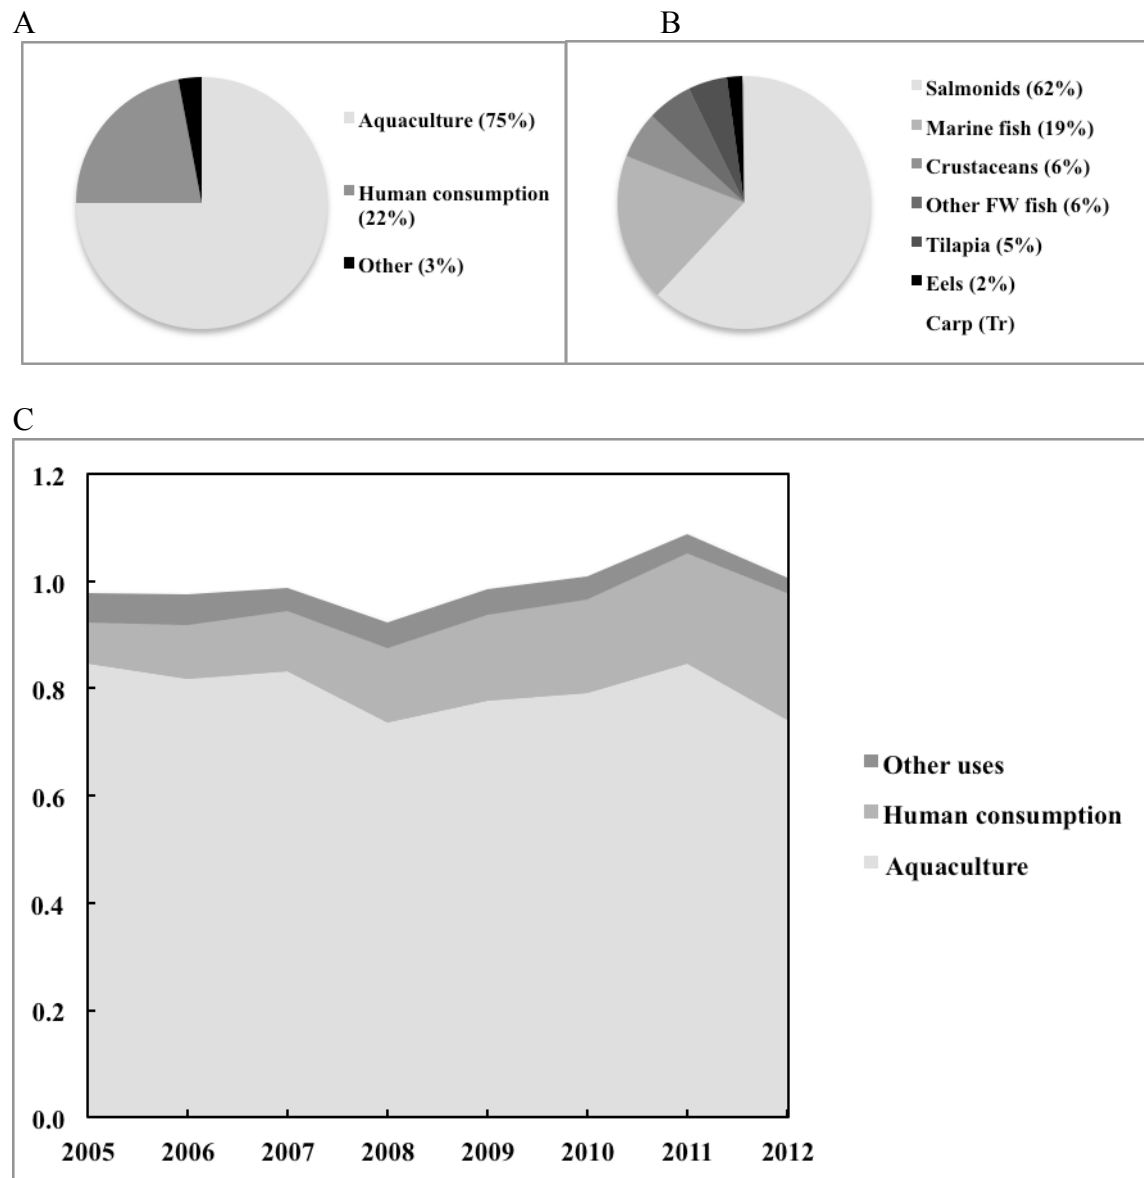 A
B
Aquaculture (75%)
Human consumption
(22%)
Other (3%)
Salmonids (62%)
Marine fish (19%)
Crustaceans (6%)
Other FW fish (6%)
Tilapia (5%)
Eels (2%)
Carp (Tr)
C
1.2
1.0
0.8
0.6
0.4
0.2
0.0
2005 2006 2007 2008 2009 2010 2011 2012
Other uses
Human consumption
Aquaculture